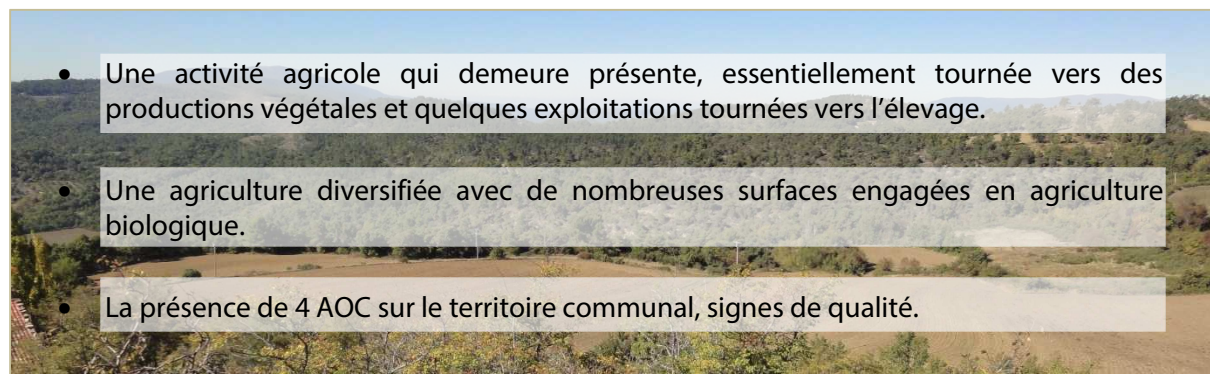 • Une activité agricole qui demeure présente, essentiellement tournée vers des
productions végétales et quelques exploitations tournées vers l’élevage.
• Une agriculture diversifiée avec de nombreuses surfaces engagées en agriculture
biologique.
• La présence de 4 AOC sur le territoire communal, signes de qualité.